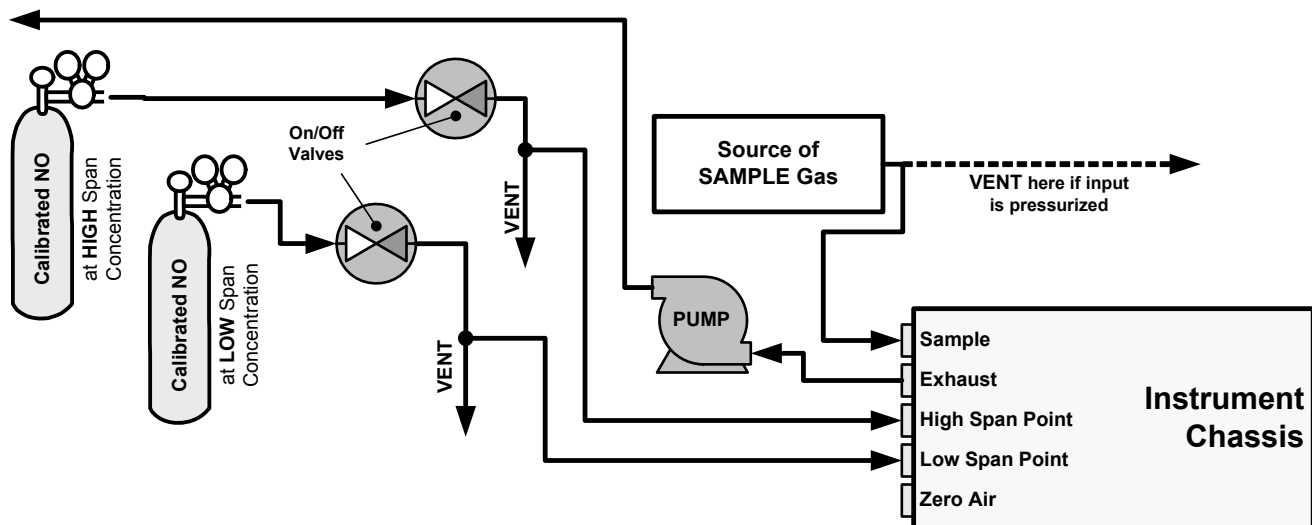 Calibrated NO
at HIGH Span
Concentration
Calibrated NO
at LOW Span
Concentration
On/Off
Valves
VENT
VENT
Source of
SAMPLE Gas
VENT here if input
is pressurized
PUMP
Sample
Exhaust
High Span Point
Low Span Point
Zero Air
Instrument
Chassis